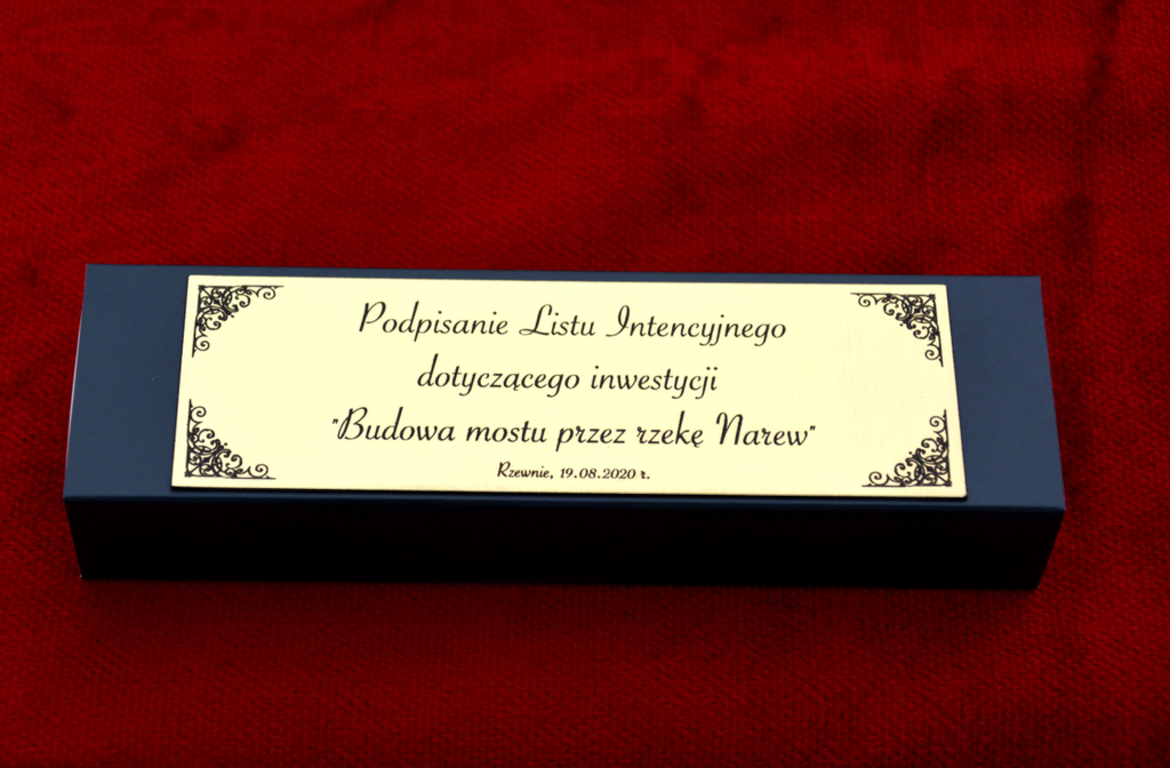 Podpisanie Listu Intencyjnego
dotyczącego inwestycji
"Budowa mostu przez rzekę Narew"
Rzewnie, 19.08.2020 r.